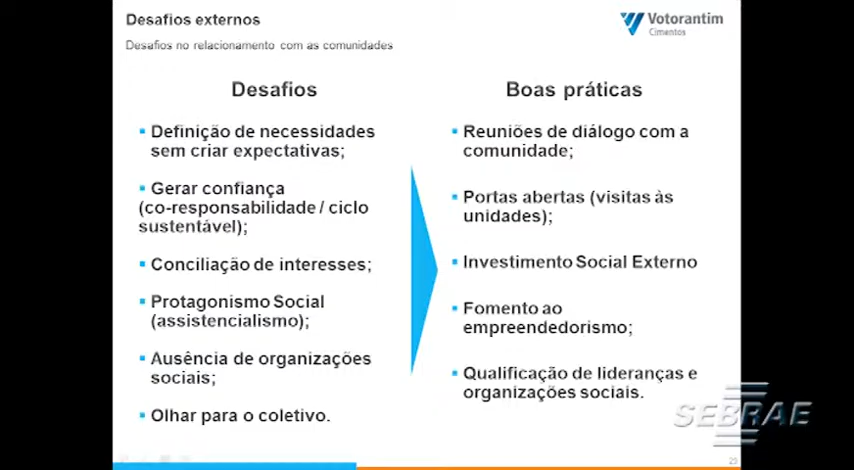 Desafios externos
Desafios no relacionamento com as comunidades
Votorantim
Cimentos
Desafios
Definição de necessidades
sem criar expectativas;
Gerar confiança
(co-responsabilidade / ciclo
sustentável);
Conciliação de interesses;
Protagonismo Social
(assistencialismo);
Ausência de organizações
sociais;
Olhar para o coletivo.
Boas práticas
Reuniões de diálogo com a
comunidade;
Portas abertas (visitas às
unidades);
Investimento Social Externo
Fomento ao
empreendedorismo;
Qualificação de lideranças e
organizações sociais.
SEBRAE
29